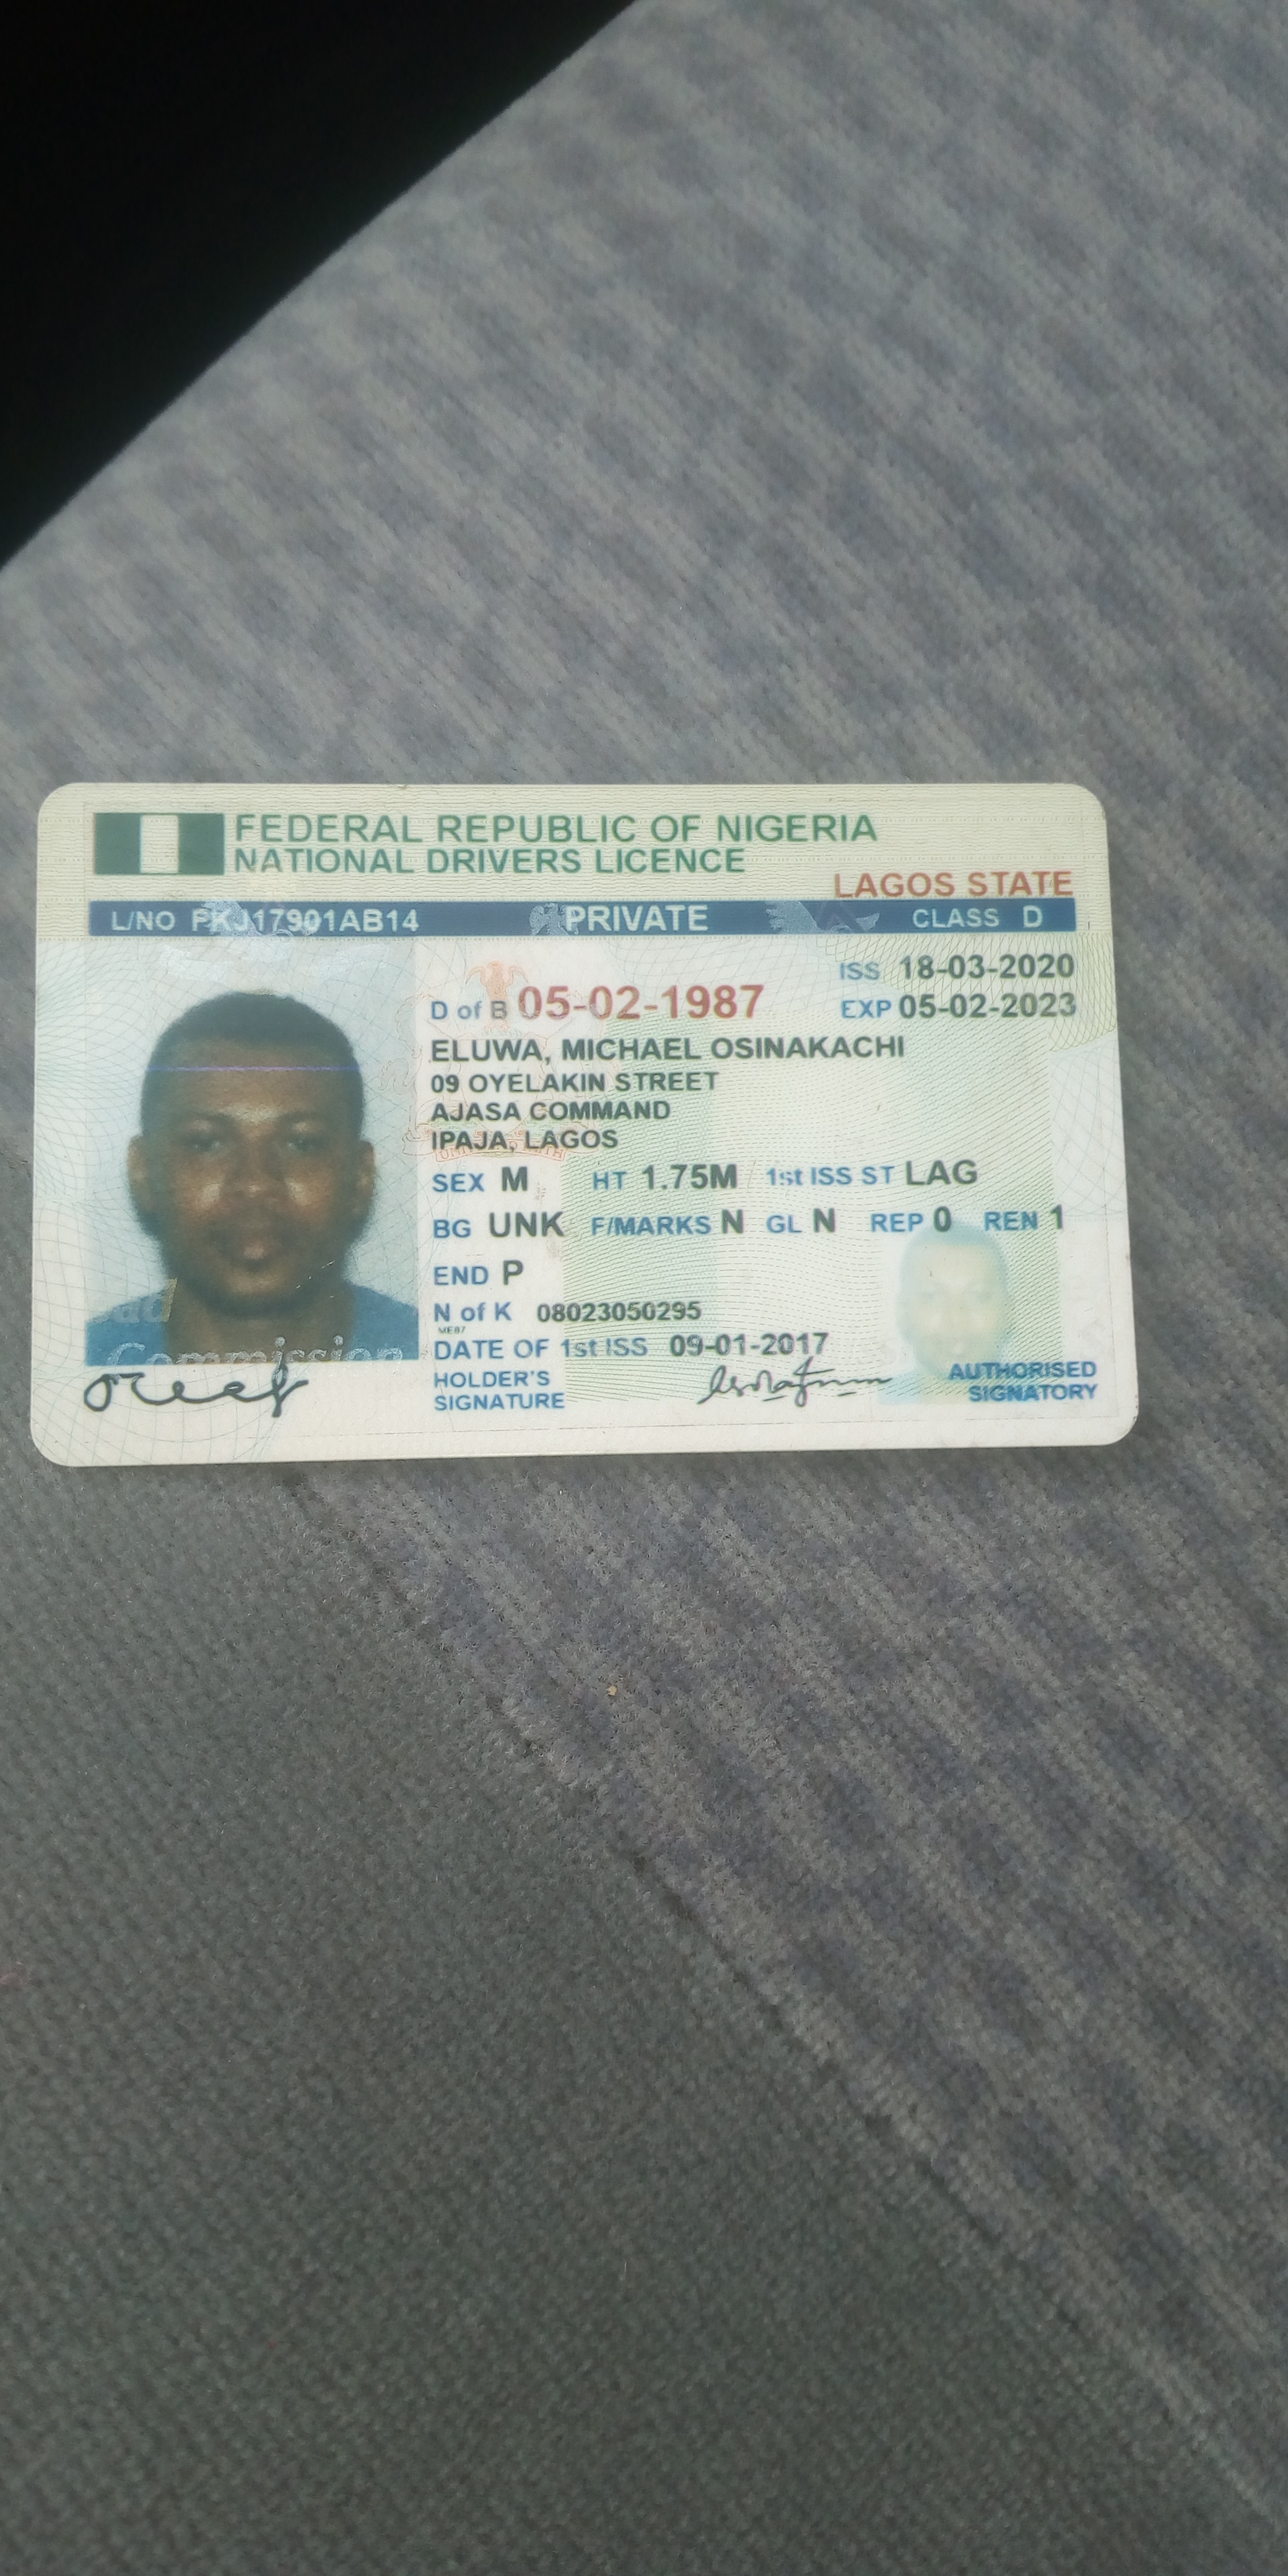 FEDERAL REPUBLIC OF NIGERIA
NATIONAL DRIVERS LICENCE
LAGOS STATE
L/NO PKJ17901AB14 PRIVATE CLASS D
ISS 18-03-2020
D of B 05-02-1987 EXP 05-02-2023
ELUWA, MICHAEL OSINAKACHI
09 OYELAKIN STREET
AJASA COMMAND
IPAJA, LAGOS
SEX M HT 1.75M 1st ISS ST LAG
BG UNK F/MARKS N GL N REP 0 REN 1
END P
N of K 08023050295
ME87
DATE OF 1st ISS 09-01-2017
Commission
HOLDER'S
SIGNATURE
AUTHORISED
SIGNATORY